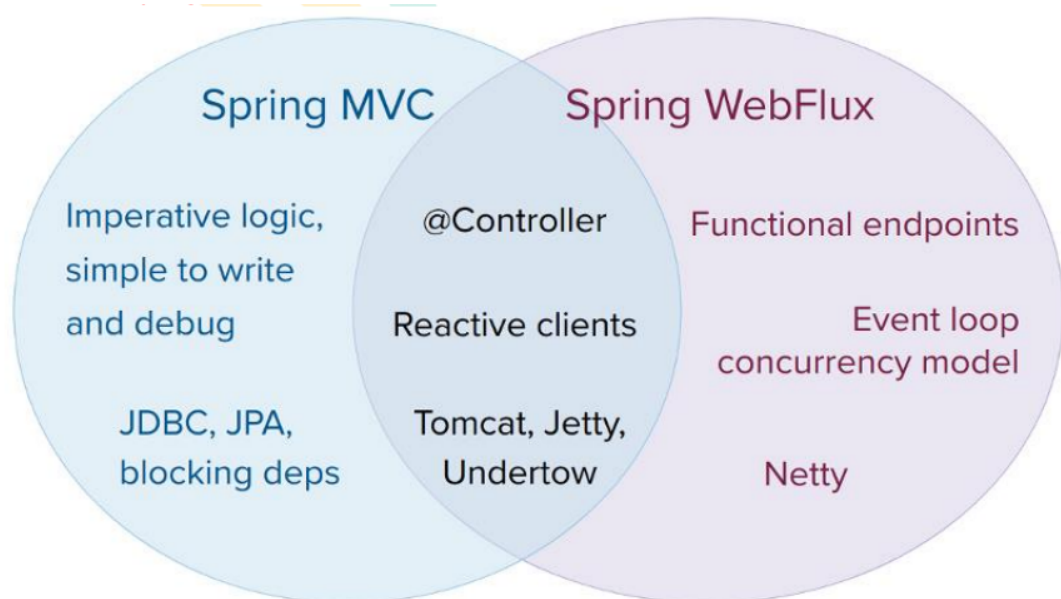 Spring MVC
Spring WebFlux
Imperative logic,
simple to write
and debug
JDBC, JPA,
blocking deps
@Controller
Reactive clients
Tomcat, Jetty,
Undertow
Functional endpoints
Event loop
concurrency model
Netty